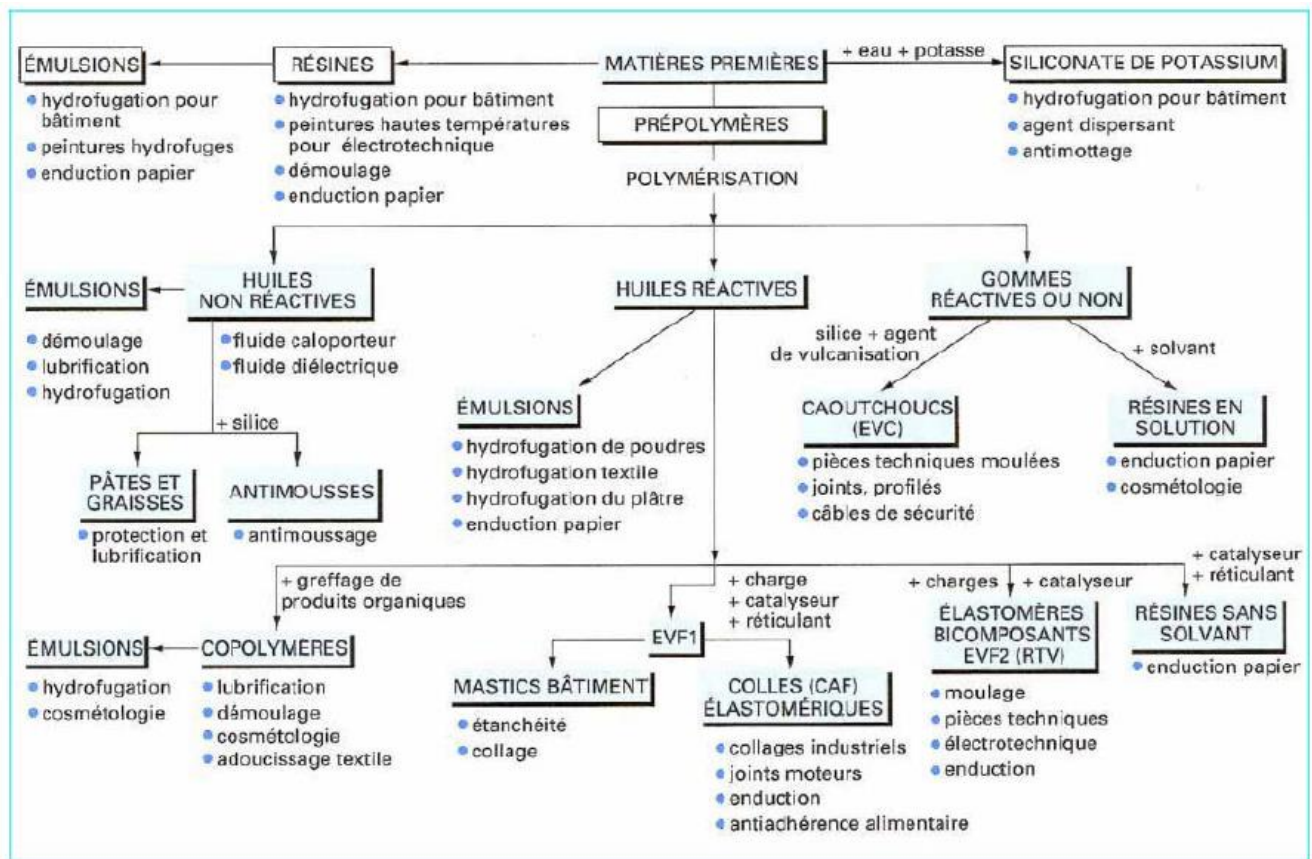 + eau + potasse
ÉMULSIONS
RÉSINES
MATIÈRES PREMIÈRES
SILICONATE DE POTASSIUM
hydrofugation pour
bâtiment
peintures hydrofuges
enduction papier
hydrofugation pour bâtiment
peintures hautes températures
pour électrotechnique
démoulage
enduction papier
PRÉPOLYMÈRES
POLYMÉRISATION
hydrofugation pour bâtiment
agent dispersant
antimottage
ÉMULSIONS
HUILES
NON RÉACTIVES
HUILES RÉACTIVES
GOMMES
RÉACTIVES OU NON
démoulage
lubrification
hydrofugation
fluide caloporteur
fluide diélectrique
silice + agent
de vulcanisation
+ solvant
+ silice
PÂTES ET
GRAISSES
protection et
lubrification
ANTIMOUSSES
antimoussage
ÉMULSIONS
hydrofugation de poudres
hydrofugation textile
hydrofugation du plâtre
enduction papier
CAOUTCHOUCS
(EVC)
pièces techniques moulées
joints, profilés
câbles de sécurité
RÉSINES EN
SOLUTION
enduction papier
cosmétologie
+ greffage de
produits organiques
+ charge
+ catalyseur
+ réticulant
+ charges
+ catalyseur
+ catalyseur
+ réticulant
ÉMULSIONS
hydrofugation
cosmétologie
COPOLYMÈRES
lubrification
démoulage
cosmétologie
adoucissage textile
EVF1
MASTICS BÂTIMENT
étanchéité
collage
COLLES (CAF)
ÉLASTOMÉRIQUES
collages industriels
joints moteurs
enduction
antiadhérence alimentaire
ÉLASTOMÈRES
BICOMPOSANTS
EVF2 (RTV)
moulage
pièces techniques
électrotechnique
enduction
RÉSINES SANS
SOLVANT
enduction papier